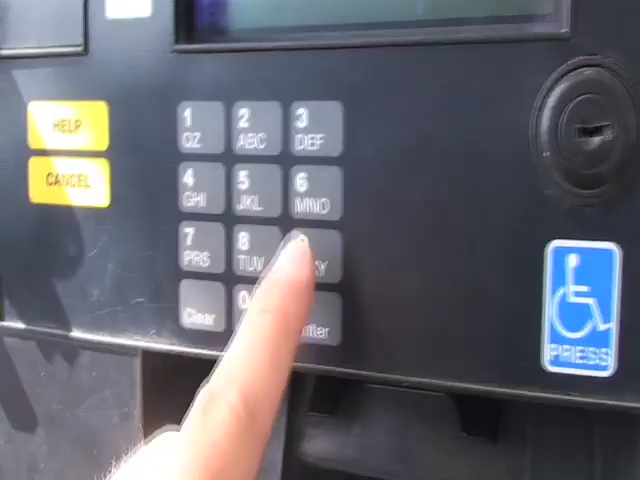 HELP
CANCEL
1
QZ
2
ABC
3
DEF
4
GHI
5
JKL
6
MNO
7
PRS
8
TUV
Clear
0
PRESS